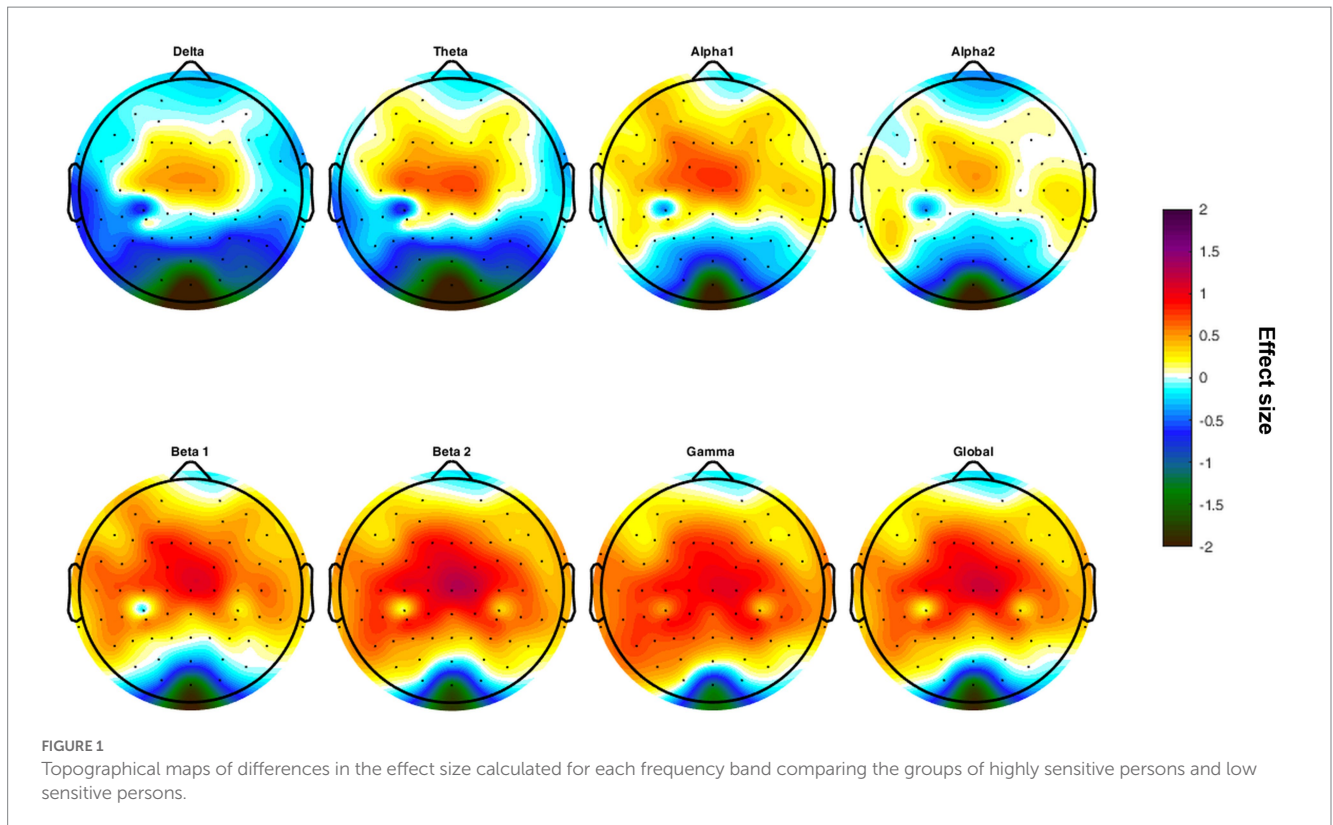 Delta
Theta
Alpha1
Alpha2
2
1.5
1
0.5
0
-0.5
-1
-1.5
-2
Effect size
Beta 1
Beta 2
Gamma
Global
FIGURE 1
Topographical maps of differences in the effect size calculated for each frequency band comparing the groups of highly sensitive persons and low
sensitive persons.